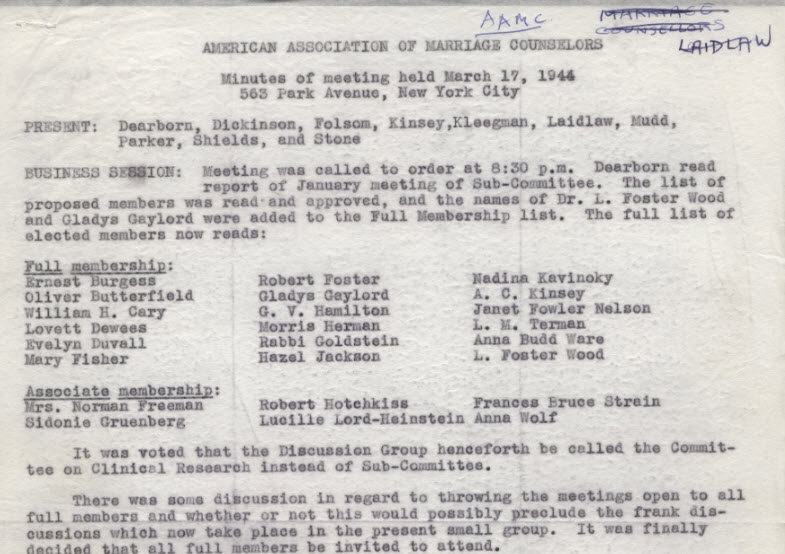 AAMC
MARRIAGE
COUNSELLORS
LAIDLAW
AMERICAN ASSOCIATION OF MARRIAGE COUNSELORS
Minutes of meeting held March 17, 1944
563 Park Avenue, New York City
PRESENT: Dearborn, Dickinson, Folsom, Kinsey,Kleegman, Laidlaw, Mudd,
Parker, Shields, and Stone
BUSINESS SESSION: Meeting was called to order at 8:30 p.m. Dearborn read
report of January meeting of Sub-Committee. The list of
proposed members was read and approved, and the names of Dr. L. Foster Wood
and Gladys Gaylord were added to the Full Membership list. The full list of
elected members now reads:
Full membership:
Ernest Burgess Robert Foster Nadina Kavinoky
Oliver Butterfield Gladys Gaylord A. C. Kinsey
William H. Cary G. V. Hamilton Janet Fowler Nelson
Lovett Dewees Morris Herman L. M. Terman
Evelyn Duvall Rabbi Goldstein Anna Budd Ware
Mary Fisher Hazel Jackson L. Foster Wood
Associate membership:
Mrs. Norman Freeman Robert Hotchkiss Frances Bruce Strain
Sidonie Gruenberg Lucille Lord-Heinstein Anna Wolf
It was voted that the Discussion Group henceforth be called the Commit-
tee on Clinical Research instead of Sub-Committee.
There was some discussion in regard to throwing the meetings open to all
full members and whether or not this would possibly preclude the frank dis-
cussions which now take place in the present small group. It was finally
decided that all full members be invited to attend.